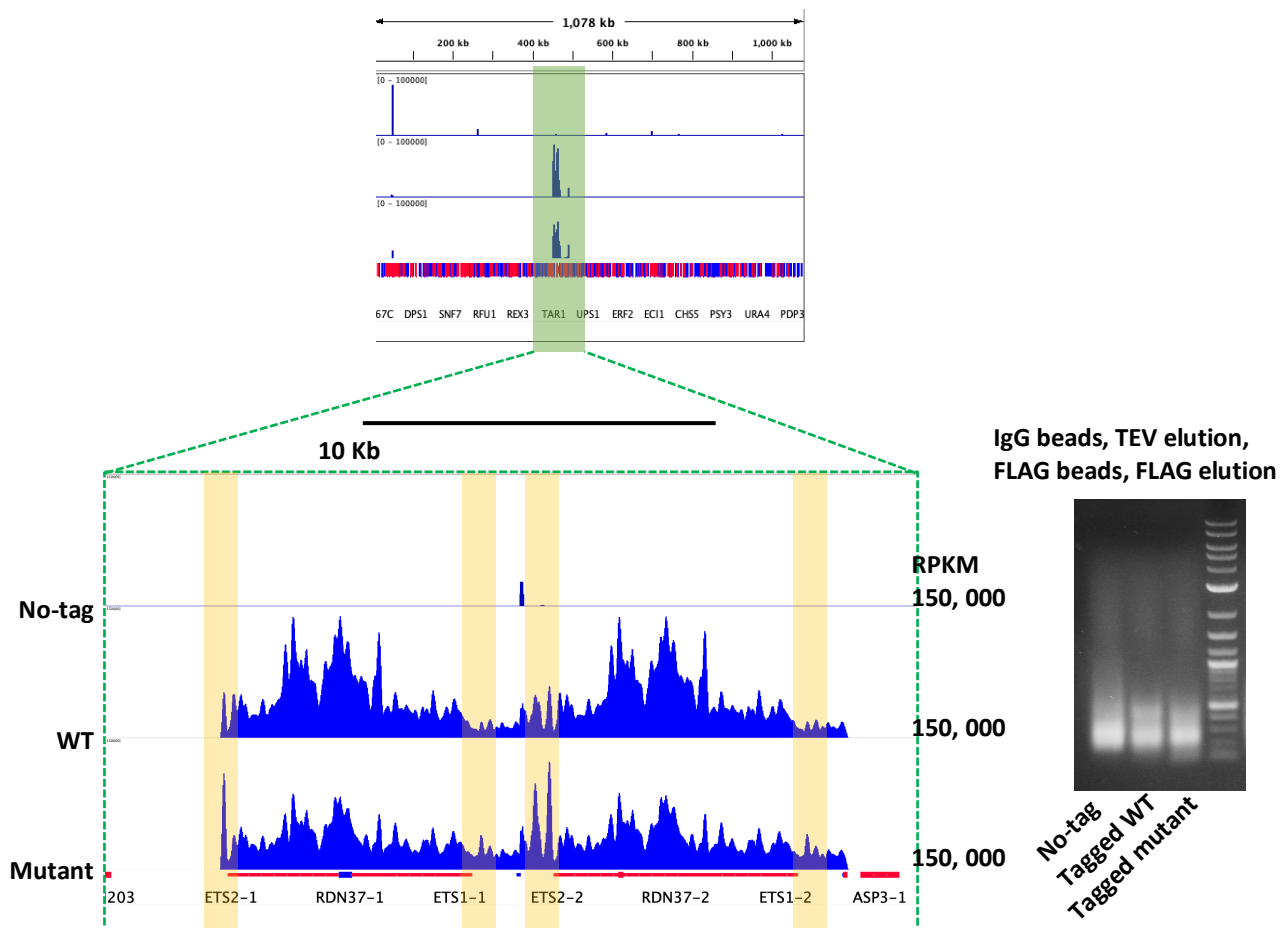 1,078 kb
200 kb 400 kb 600 kb 800 kb 1,000 kb
[0 - 100000]
[0 - 100000]
[0 - 100000]
67C DPS1 SNF7 RFU1 REX3 TAR1 UPS1 ERF2 ECI1 CHS5 PSY3 URA4 PDP3
10 Kb
IgG beads, TEV elution,
FLAG beads, FLAG elution
RPKM
No-tag
150, 000
WT
150, 000
Mutant
150, 000
203 ETS2-1 RDN37-1 ETS1-1 ETS2-2 RDN37-2 ETS1-2 ASP3-1
No-tag
Tagged WT
Tagged mutant